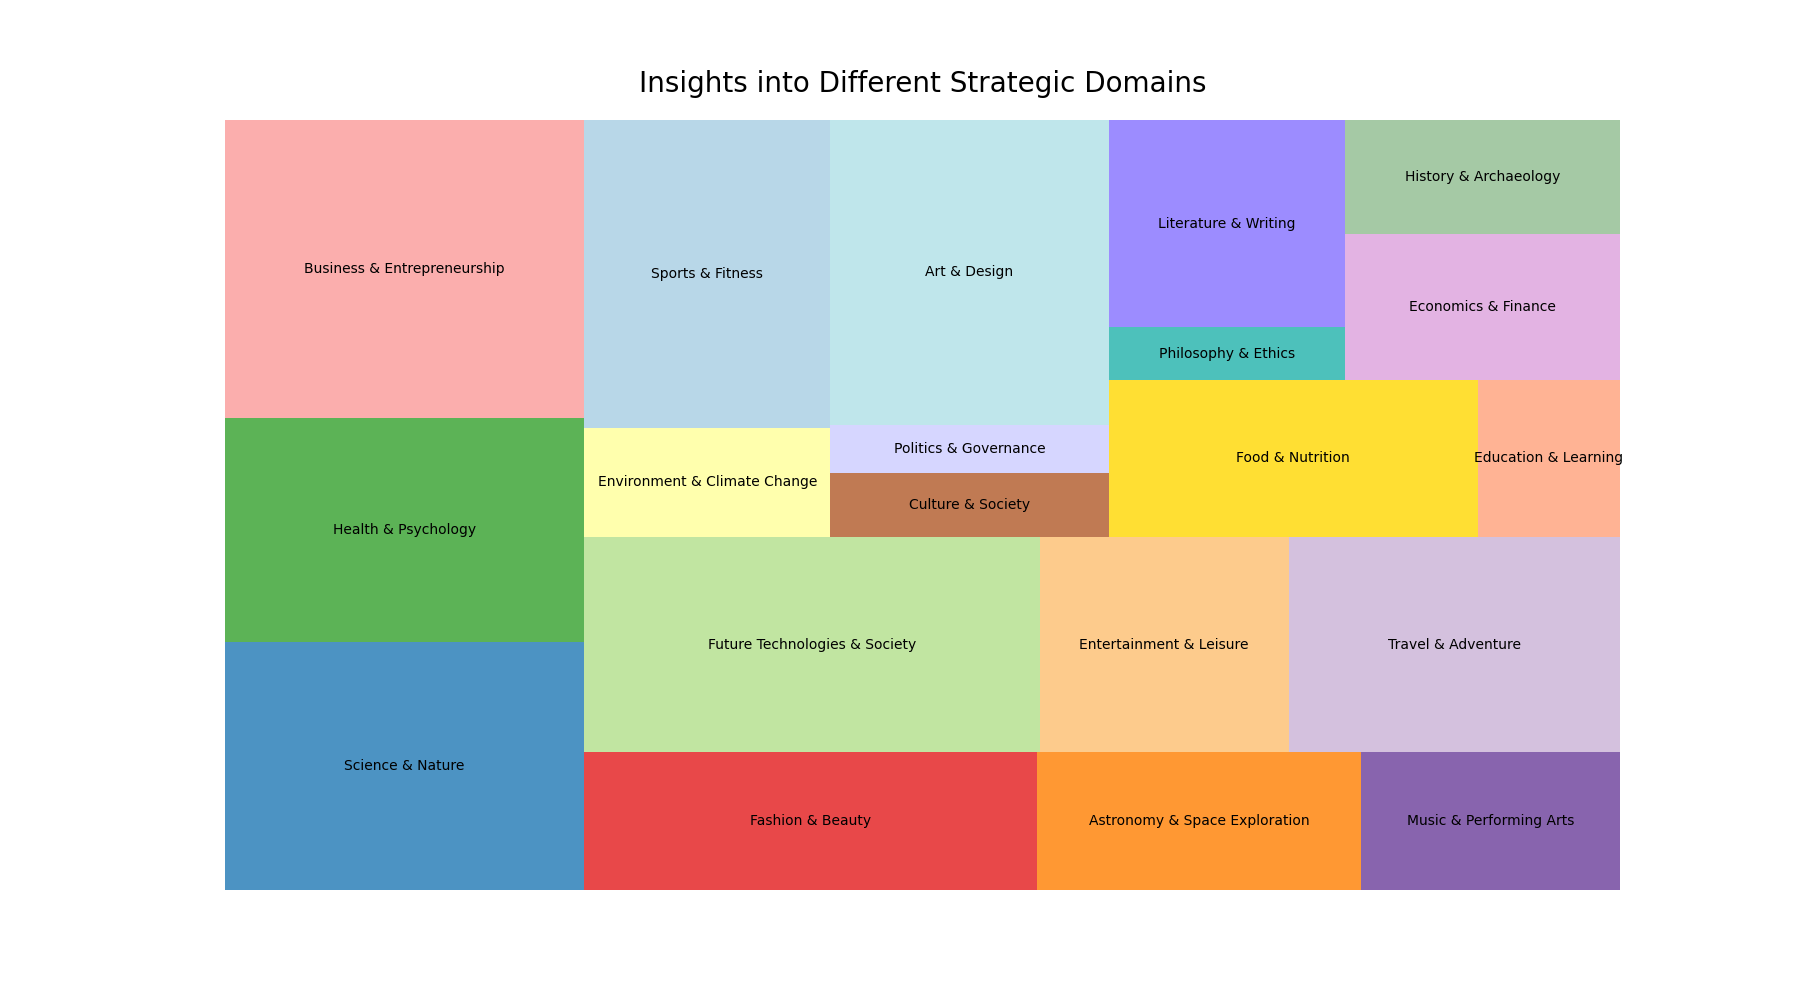 Insights into Different Strategic Domains
Business & Entrepreneurship
Sports & Fitness
Art & Design
Literature & Writing
History & Archaeology
Economics & Finance
Philosophy & Ethics
Politics & Governance
Culture & Society
Environment & Climate Change
Food & Nutrition
Education & Learning
Health & Psychology
Future Technologies & Society
Entertainment & Leisure
Travel & Adventure
Science & Nature
Fashion & Beauty
Astronomy & Space Exploration
Music & Performing Arts